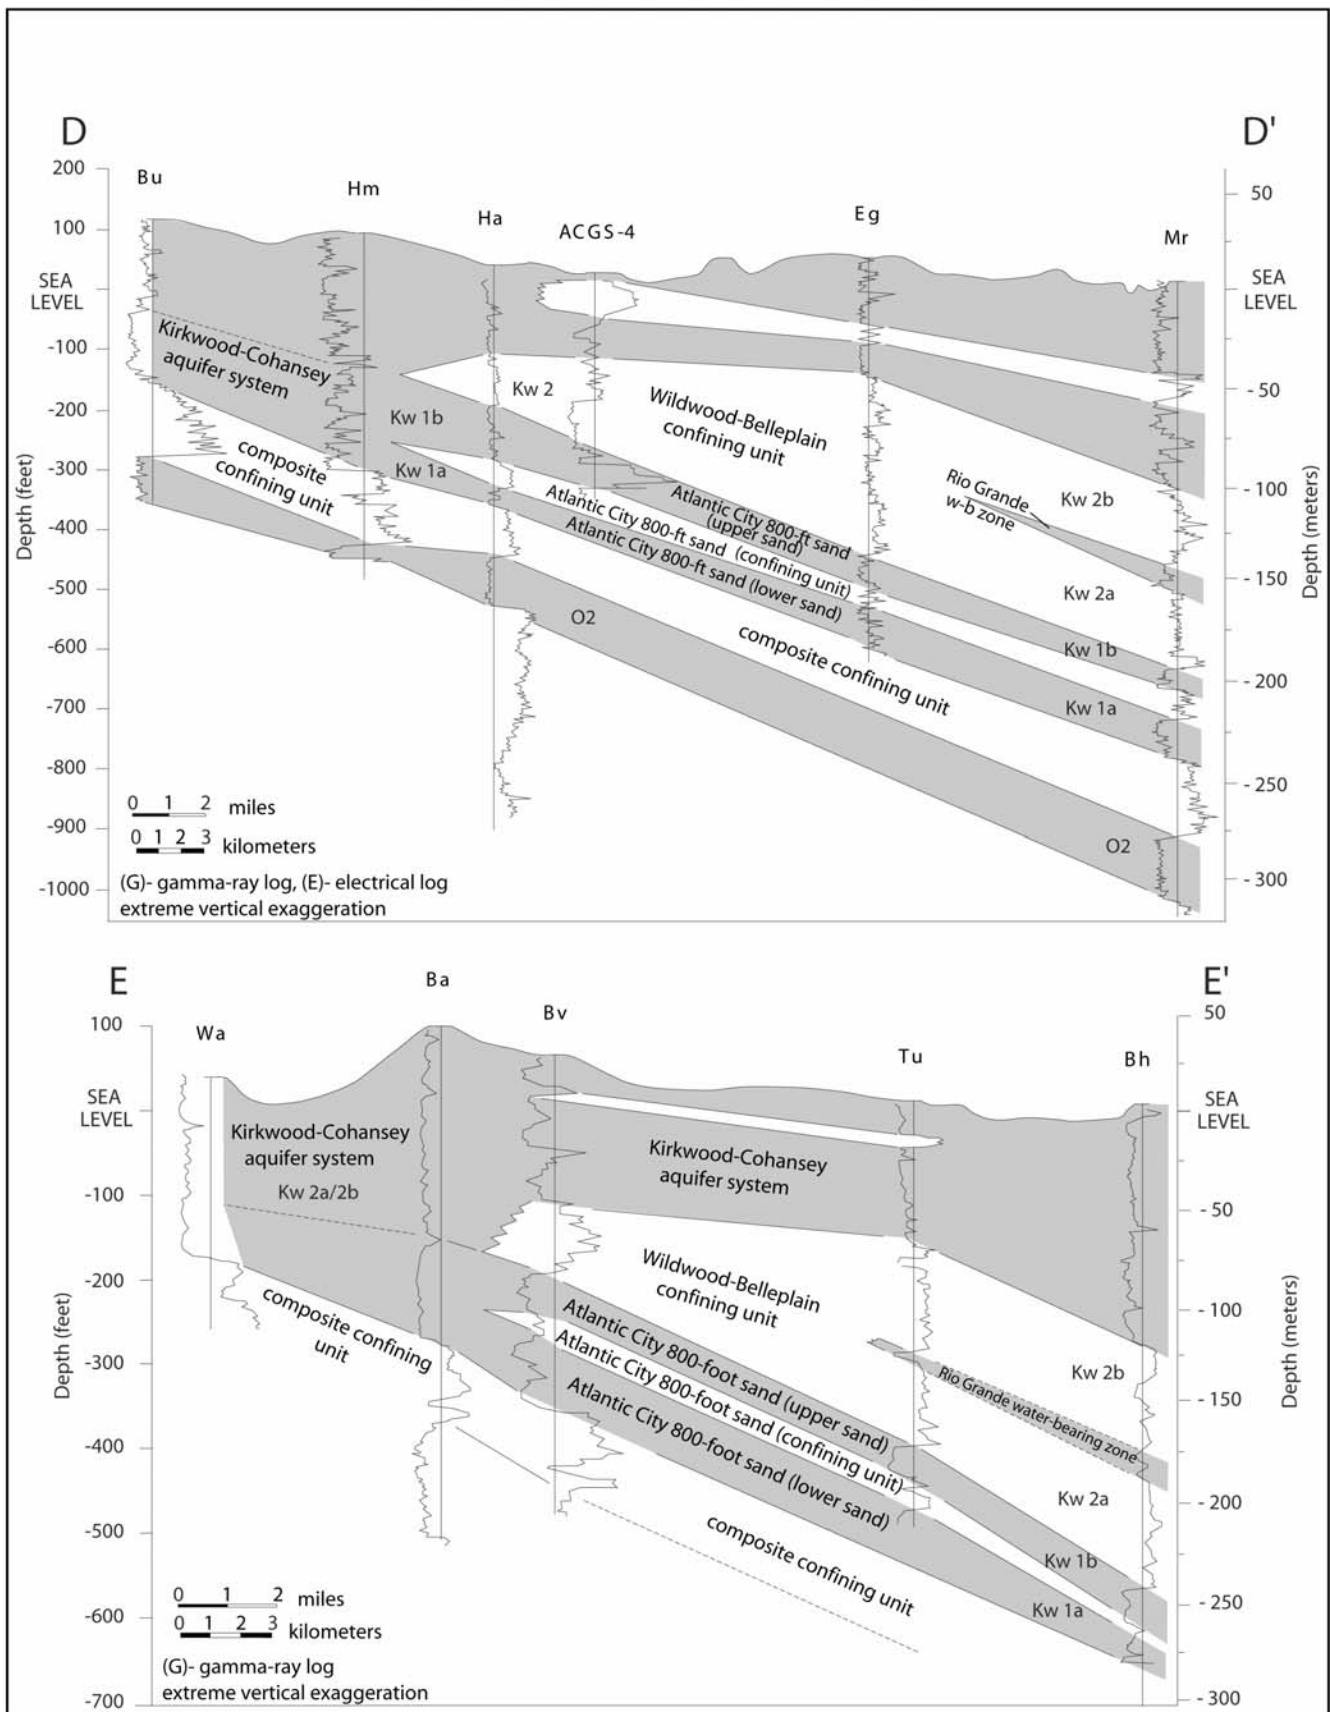 D
D'
200
100
SEA
LEVEL
-100
-200
-300
-400
-500
-600
-700
-800
-900
-1000
Depth (feet)
Bu
Hm
Ha
ACGS-4
Eg
Mr
50
SEA
LEVEL
- 50
- 100
- 150
- 200
- 250
- 300
Depth (meters)
Kirkwood-Cohansey
aquifer system
composite
confining unit
Kw 1b
Kw 1a
Kw 2
Wildwood-Belleplain
confining unit
Atlantic City 800-ft sand
(upper sand)
Atlantic City 800-ft sand (confining unit)
Atlantic City 800-ft sand (lower sand)
Rio Grande
w-b zone
Kw 2b
Kw 2a
Kw 1b
Kw 1a
O2
composite confining unit
O2
0 1 2 miles
0 1 2 3 kilometers
(G)- gamma-ray log, (E)- electrical log
extreme vertical exaggeration
E
E'
100
SEA
LEVEL
-100
-200
-300
-400
-500
-600
-700
Depth (feet)
Wa
Ba
Bv
Tu
Bh
50
SEA
LEVEL
- 50
- 100
- 150
- 200
- 250
- 300
Depth (meters)
Kirkwood-Cohansey
aquifer system
Kw 2a/2b
Kirkwood-Cohansey
aquifer system
Wildwood-Belleplain
confining unit
composite confining
unit
Atlantic City 800-foot sand (upper sand)
Atlantic City 800-foot sand (confining unit)
Atlantic City 800-foot sand (lower sand)
Kw 2b
Rio Grande water-bearing zone
Kw 2a
Kw 1b
Kw 1a
composite confining unit
0 1 2 miles
0 1 2 3 kilometers
(G)- gamma-ray log
extreme vertical exaggeration